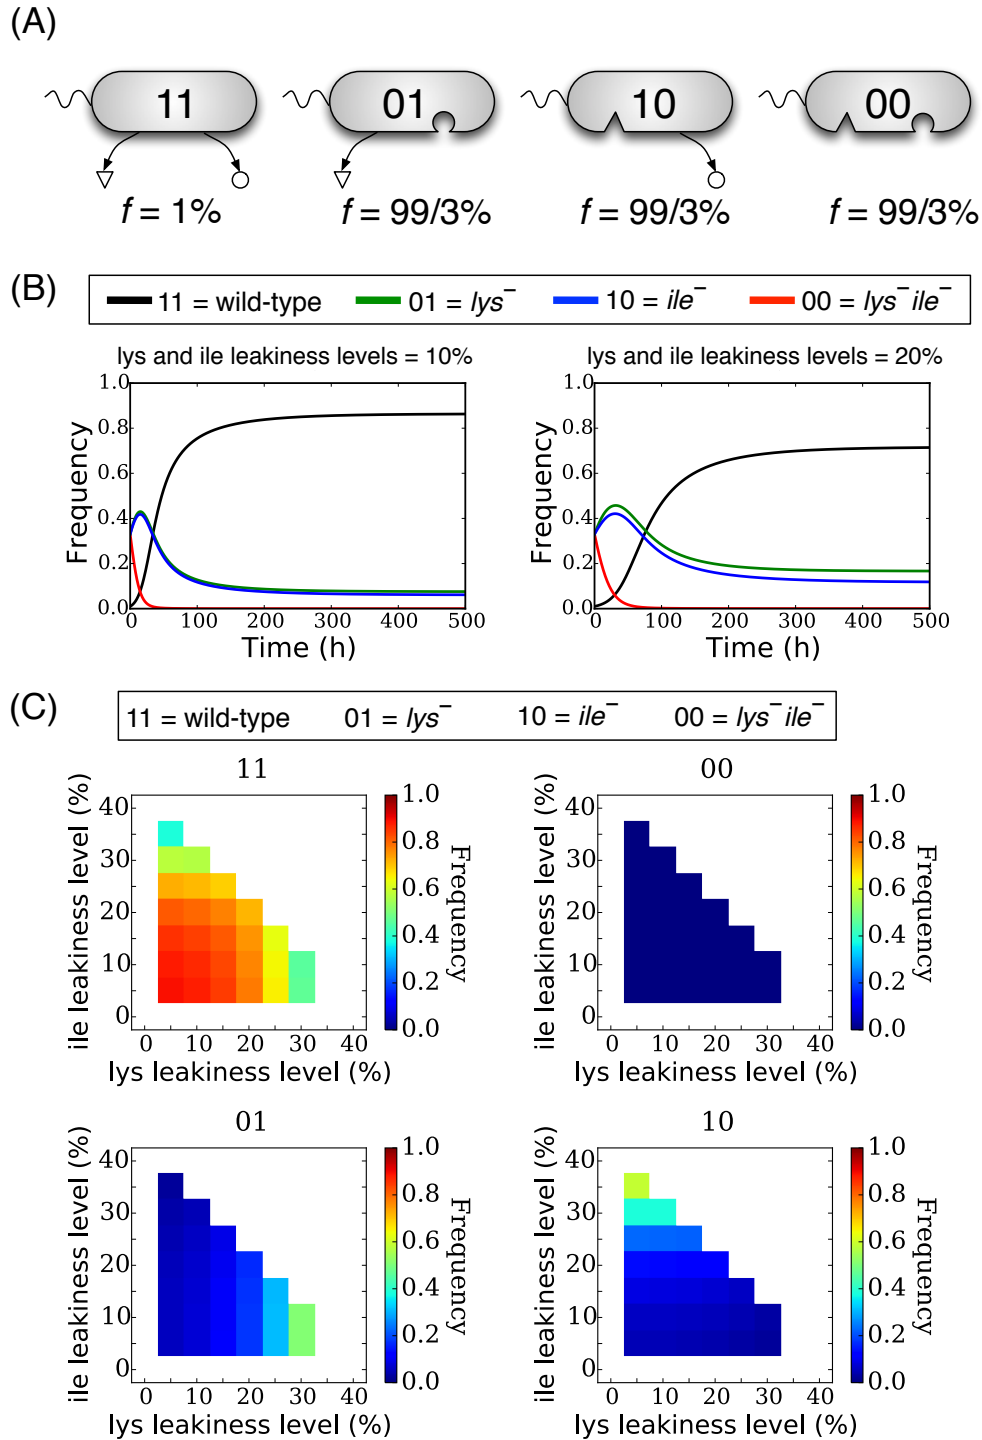 (A)
11 01 10 00
f = 1% f = 99/3% f = 99/3% f = 99/3%
(B)
11 = wild-type 01 = lys⁻ 10 = ile⁻ 00 = lys⁻ile⁻
lys and ile leakiness levels = 10%
Frequency
1.0
0.8
0.6
0.4
0.2
0.0
0 100 200 300 400 500
Time (h)
lys and ile leakiness levels = 20%
Frequency
1.0
0.8
0.6
0.4
0.2
0.0
0 100 200 300 400 500
Time (h)
(C)
11 = wild-type 01 = lys⁻ 10 = ile⁻ 00 = lys⁻ile⁻
11
ile leakiness level (%)
40
30
20
10
0
0 10 20 30 40
lys leakiness level (%)
1.0
0.8
0.6
0.4
0.2
0.0
Frequency
00
ile leakiness level (%)
40
30
20
10
0
0 10 20 30 40
lys leakiness level (%)
1.0
0.8
0.6
0.4
0.2
0.0
Frequency
01
ile leakiness level (%)
40
30
20
10
0
0 10 20 30 40
lys leakiness level (%)
1.0
0.8
0.6
0.4
0.2
0.0
Frequency
10
ile leakiness level (%)
40
30
20
10
0
0 10 20 30 40
lys leakiness level (%)
1.0
0.8
0.6
0.4
0.2
0.0
Frequency